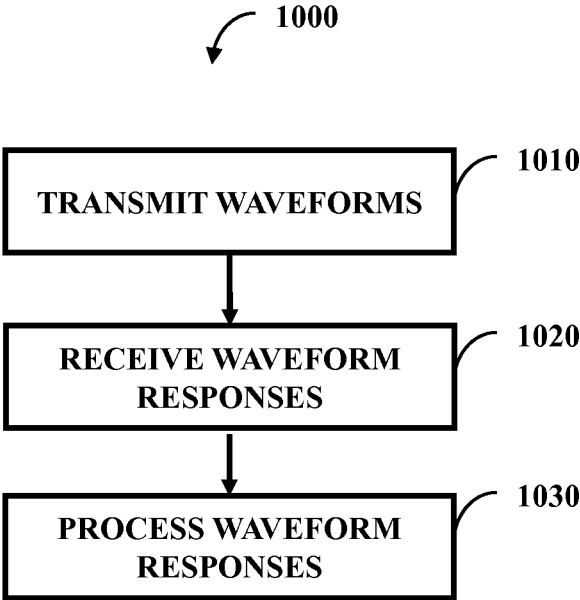 1000
1010
TRANSMIT WAVEFORMS
1020
RECEIVE WAVEFORM
RESPONSES
1030
PROCESS WAVEFORM
RESPONSES